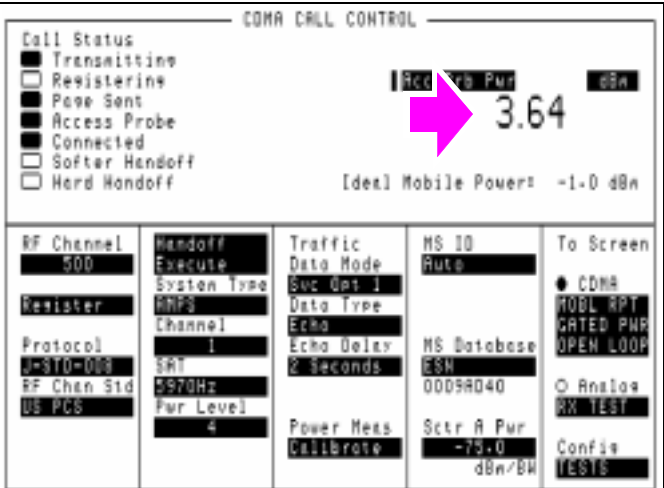 CDMA CALL CONTROL
Call Status
Transmitting
Registering
Page Sent
Access Probe
Connected
Softer Handoff
Hard Handoff
Acc Prb Pwr
dBm
3.64
Ideal Mobile Power: -1.0 dBm
RF Channel
500
Register
Protocol
J-STD-008
RF Chan Std
US PCS
Handoff
Execute
System Type
AMPS
Channel
1
SAT
5970Hz
Pwr Level
4
Traffic
Data Mode
Svc Opt 1
Data Type
Echo
Echo Delay
2 Seconds
Power Meas
Calibrate
MS ID
Auto
MS Database
ESN
0009A040
Sctr A Pwr
-75.0
dBm/BW
To Screen
CDMA
MOBL RPT
GATED PWR
OPEN LOOP
Analog
RX TEST
Config
TESTS